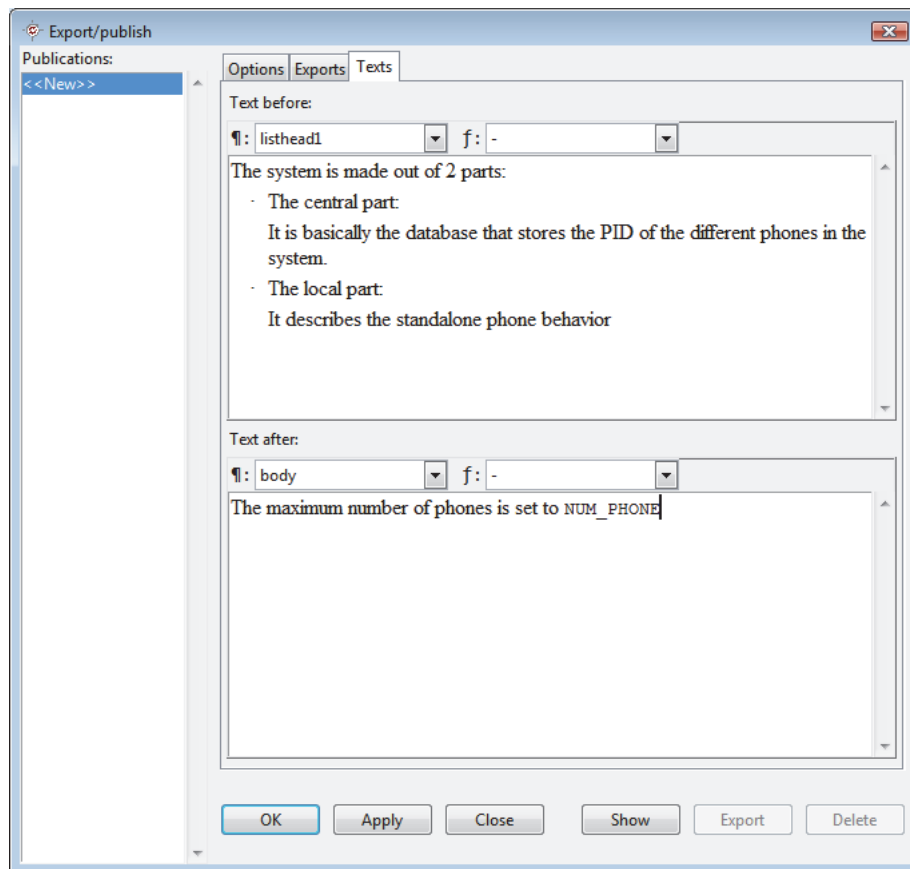 Export/publish
Publications:
<<New>>
Options Exports Texts
Text before:
¶: listhead1 ƒ: -
The system is made out of 2 parts:
· The central part:
It is basically the database that stores the PID of the different phones in the
system.
· The local part:
It describes the standalone phone behavior
Text after:
¶: body ƒ: -
The maximum number of phones is set to NUM_PHONE
OK Apply Close Show Export Delete